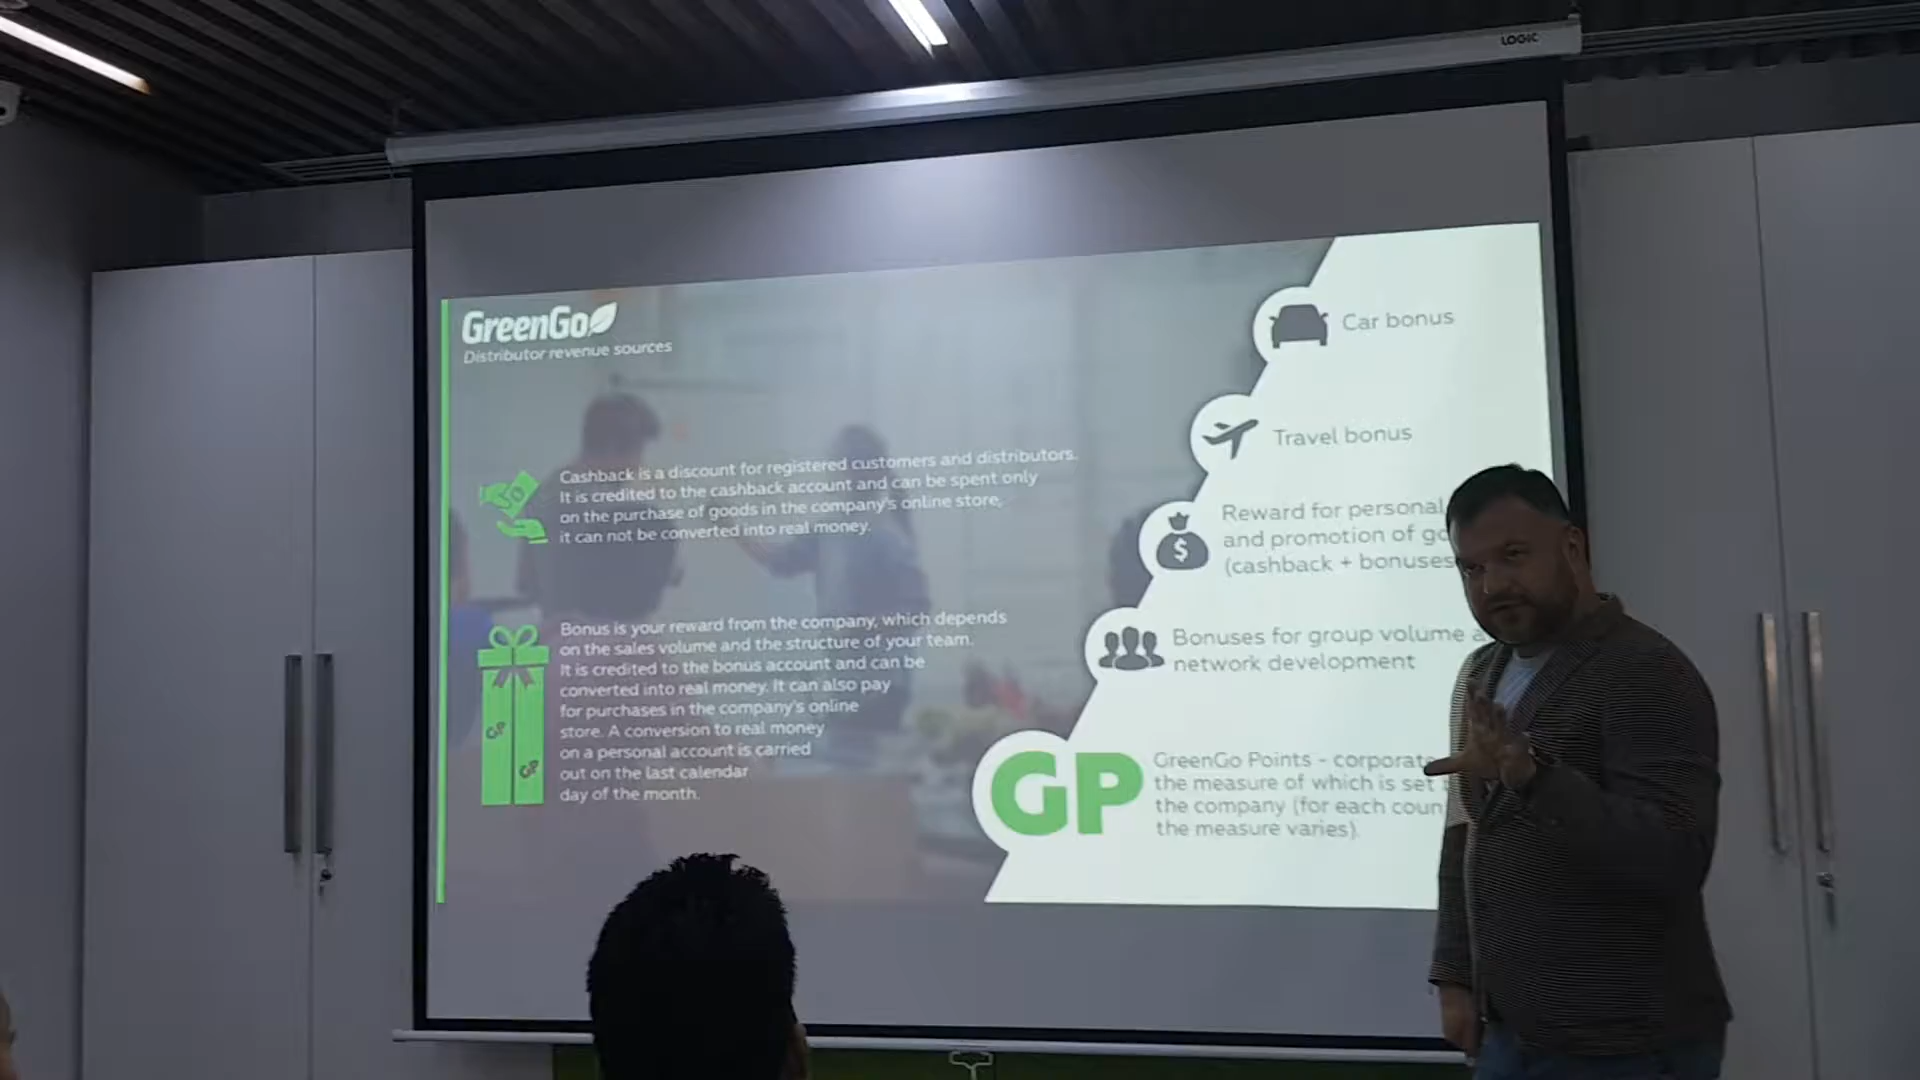 LOGIC
GreenGo
Distributor revenue sources
Cashback is a discount for registered customers and distributors.
It is credited to the cashback account and can be spent only
on the purchase of goods in the company's online store,
it can not be converted into real money.
Bonus is your reward from the company, which depends
on the sales volume and the structure of your team.
It is credited to the bonus account and can be
converted into real money. It can also pay
for purchases in the company's online
store. A conversion to real money
on a personal account is carried
out on the last calendar
day of the month.
GP
GP
Car bonus
Travel bonus
Reward for personal
and promotion of
(cashback + bonuses
Bonuses for group volume
network development
GP
GreenGo Points - corporate
the measure of which is set
the company (for each
the measure varies).